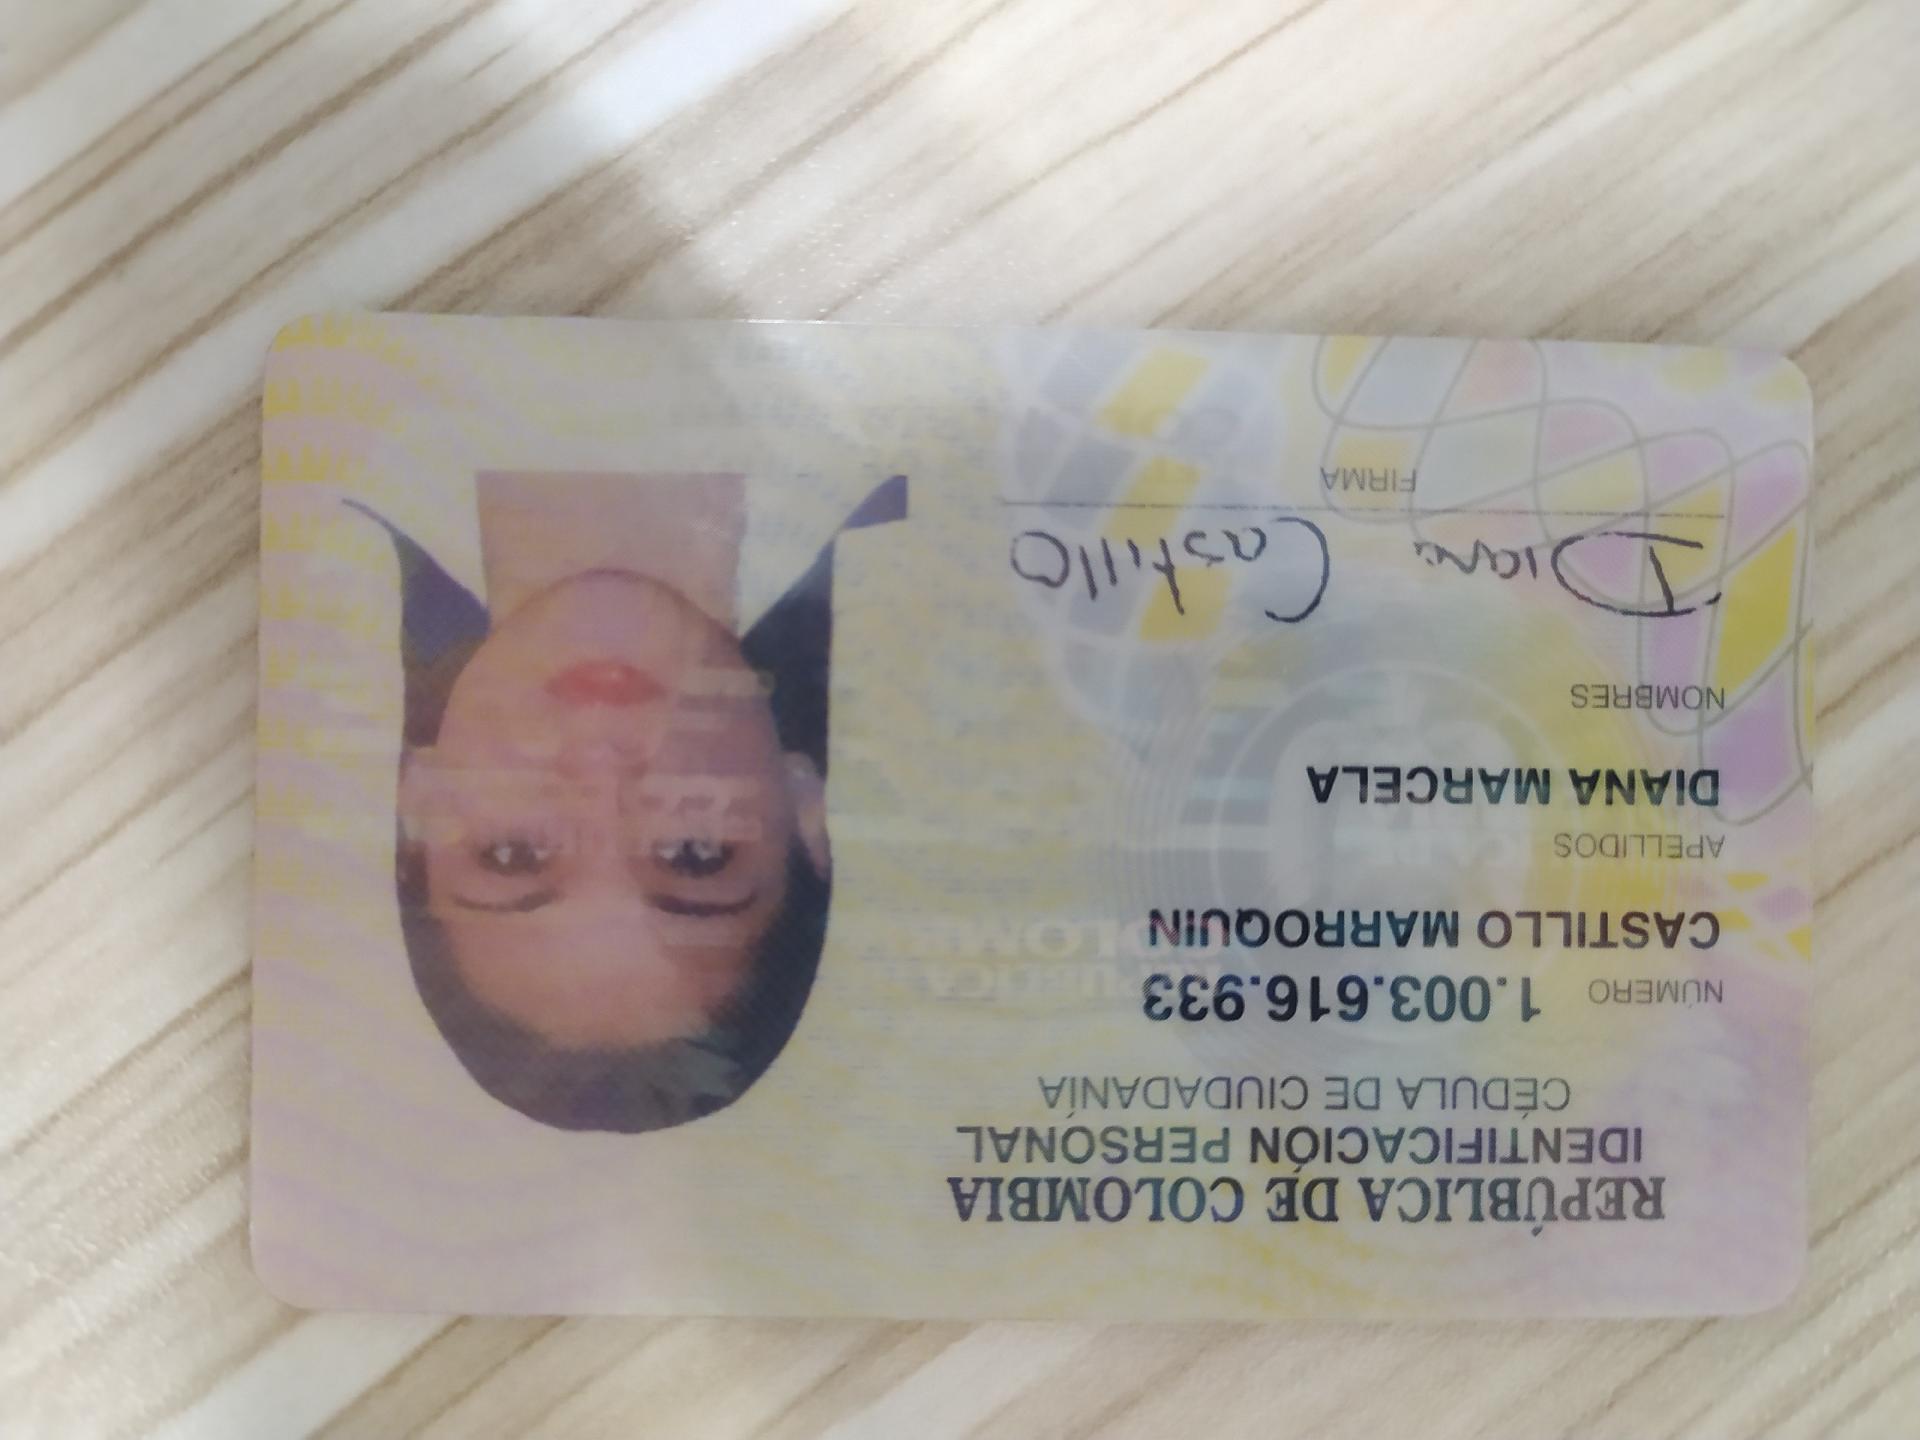 REPÚBLICA DE COLOMBIA
IDENTIFICACIÓN PERSONAL
CÉDULA DE CIUDADANÍA
NÚMERO 1.003.616.933
CASTILLO MARROQUIN
APELLIDOS
DIANA MARCELA
NOMBRES
Diana Castillo
FIRMA